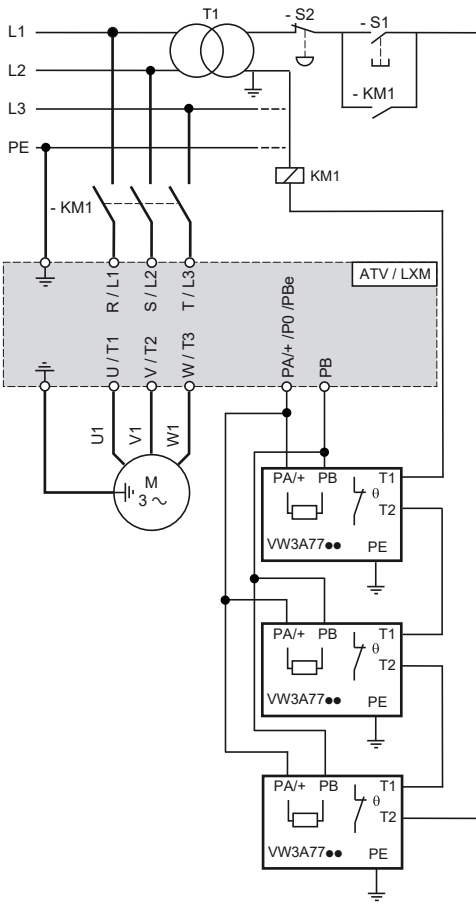 L1
T1
- S2
- S1
L2
L3
- KM1
PE
KM1
- KM1
ATV / LXM
R / L1
S / L2
T / L3
PA/+ /P0 /PBe
U / T1
V / T2
W / T3
PB
U1
V1
W1
M
3 ~
PA/+ PB T1
θ
T2
VW3A77●● PE
PA/+ PB T1
θ
T2
VW3A77●● PE
PA/+ PB T1
θ
T2
VW3A77●● PE